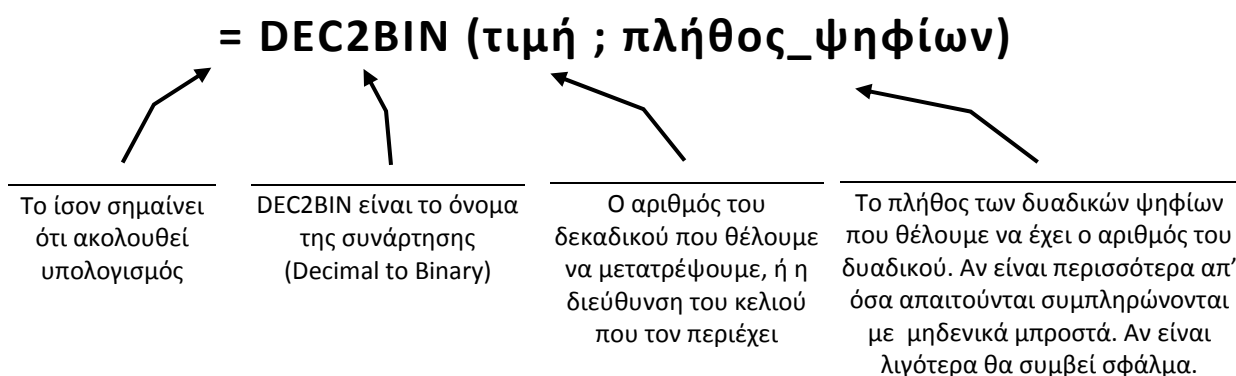 = DEC2BIN (τιμή ; πλήθος_ψηφίων)
Το ίσον σημαίνει
ότι ακολουθεί
υπολογισμός
DEC2BIN είναι το όνομα
της συνάρτησης
(Decimal to Binary)
Ο αριθμός του
δεκαδικού που θέλουμε
να μετατρέψουμε, ή η
διεύθυνση του κελιού
που τον περιέχει
Το πλήθος των δυαδικών ψηφίων
που θέλουμε να έχει ο αριθμός του
δυαδικού. Αν είναι περισσότερα απ’
όσα απαιτούνται συμπληρώνονται
με μηδενικά μπροστά. Αν είναι
λιγότερα θα συμβεί σφάλμα.